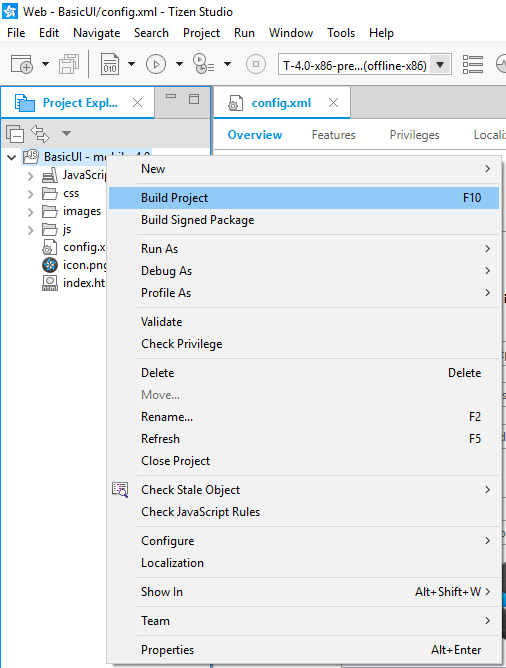 Web - BasicUI/config.xml - Tizen Studio
File Edit Navigate Search Project Run Window Tools Help
010 T-4.0-x86-pre...(offline-x86)
Project Expl... config.xml
Overview Features Privileges Locali
JS BasicUI -
JavaScrip
css
images
js
config.x
icon.png
index.ht
New
Build Project F10
Build Signed Package
Run As
Debug As
Profile As
Validate
Check Privilege
Delete Delete
Move...
Rename... F2
Refresh F5
Close Project
Check Stale Object
Check JavaScript Rules
Configure
Localization
Show In Alt+Shift+W
Team
Properties Alt+Enter